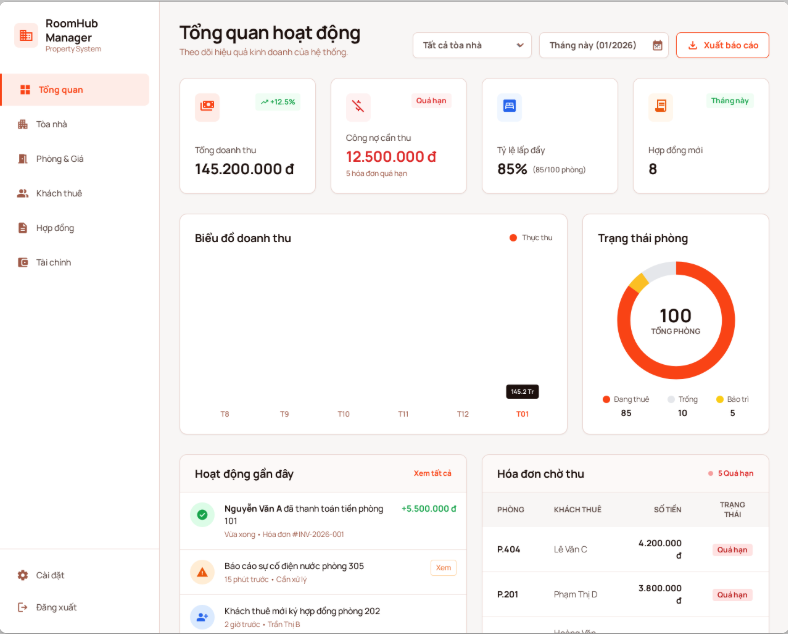 RoomHub
Manager
Property System
Tổng quan
Tòa nhà
Phòng & Giá
Khách thuê
Hợp đồng
Tài chính
Cài đặt
Đăng xuất
Tổng quan hoạt động
Theo dõi hiệu quả kinh doanh của hệ thống.
Tất cả tòa nhà
Tháng này (01/2026)
Xuất báo cáo
+12.5%
Tổng doanh thu
145.200.000 đ
Quá hạn
Công nợ cần thu
12.500.000 đ
5 hóa đơn quá hạn
Tỷ lệ lấp đầy
85% (85/100 phòng)
Tháng này
Hợp đồng mới
8
Biểu đồ doanh thu
Thực thu
145.2 Tr
T8 T9 T10 T11 T12 T01
Trạng thái phòng
100
TỔNG PHÒNG
Đang thuê Trống Bảo trì
85 10 5
Hoạt động gần đây
Xem tất cả
Nguyễn Văn A đã thanh toán tiền phòng
101
+5.500.000 đ
Vừa xong • Hóa đơn #INV-2026-001
Báo cáo sự cố điện nước phòng 305
15 phút trước • Cần xử lý
Xem
Khách thuê mới ký hợp đồng phòng 202
2 giờ trước • Trần Thị B
Hóa đơn chờ thu
5 Quá hạn
PHÒNG KHÁCH THUÊ SỐ TIỀN TRẠNG
THÁI
P.404 Lê Văn C 4.200.000
đ
Quá hạn
P.201 Phạm Thị D 3.800.000
đ
Quá hạn
Hoàng Văn